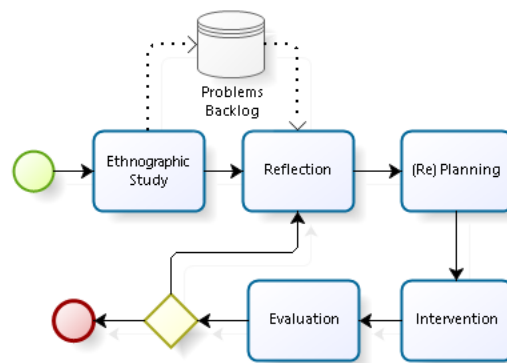 Problems
Backlog
Ethnographic
Study
Reflection
(Re) Planning
Evaluation
Intervention